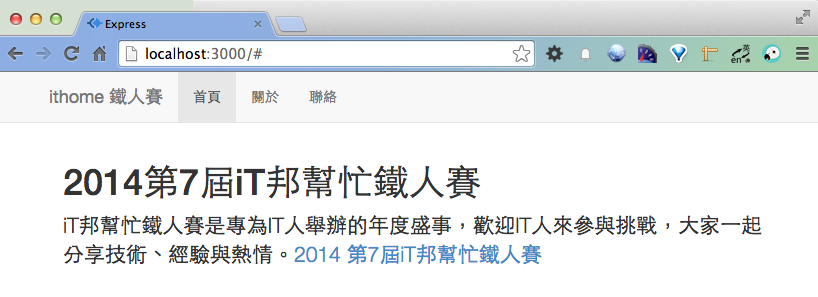 Express
localhost:3000/#
英
en
ithome 鐵人賽 首頁 關於 聯絡
2014第7屆iT邦幫忙鐵人賽
iT邦幫忙鐵人賽是專為IT人舉辦的年度盛事，歡迎IT人來參與挑戰，大家一起
分享技術、經驗與熱情。2014 第7屆iT邦幫忙鐵人賽